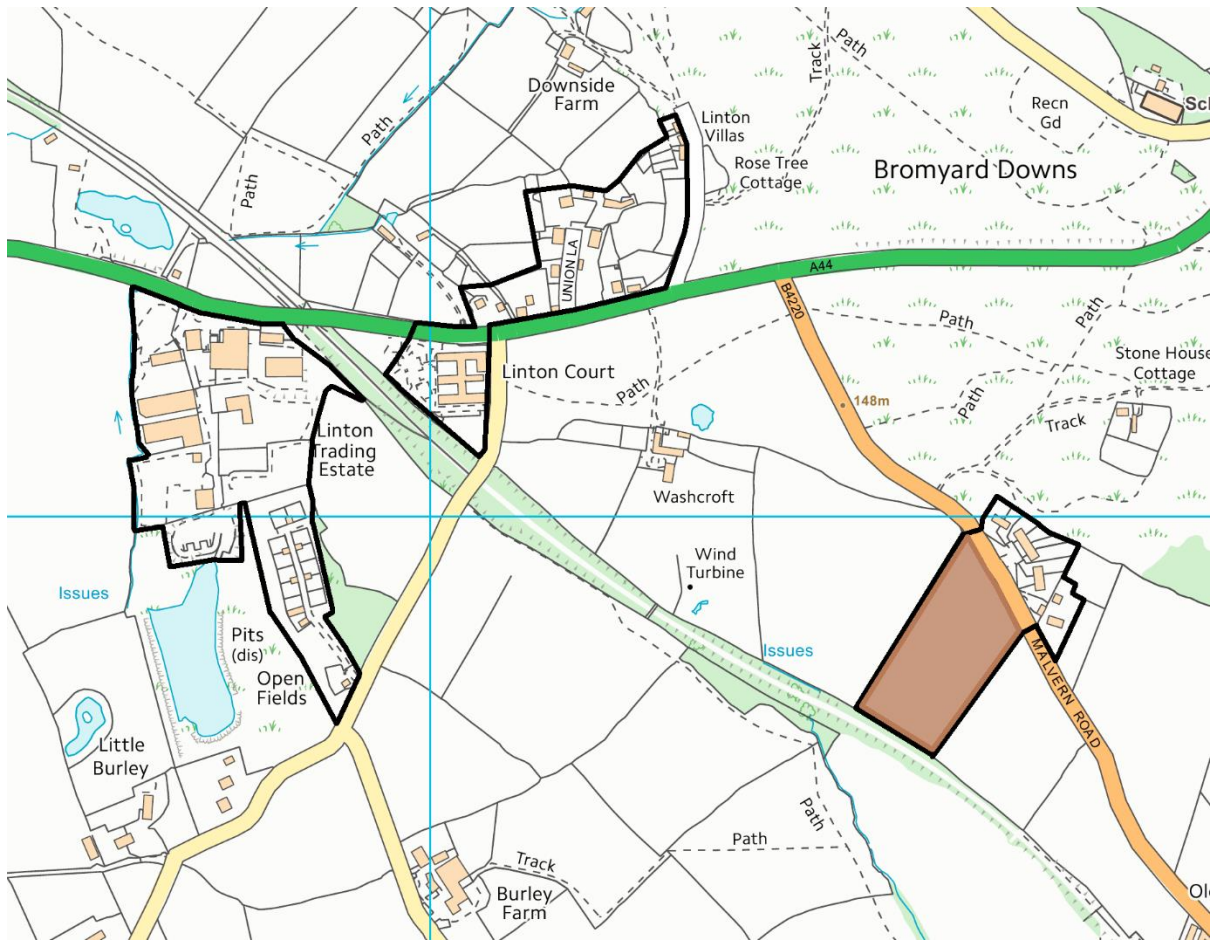 Downside
Farm
Path
Track
Path
Recn
Gd
Linton
Villas
Rose Tree
Cottage
Bromyard Downs
Path
UNION LA
A44
B4220
Path
Path
Stone House
Cottage
Path
Track
148m
Linton Court
Path
Linton
Trading
Estate
Washcroft
Wind
Turbine
Issues
Issues
Pits
(dis)
Open
Fields
MALVERN ROAD
Little
Burley
Path
Path
Track
Burley
Farm